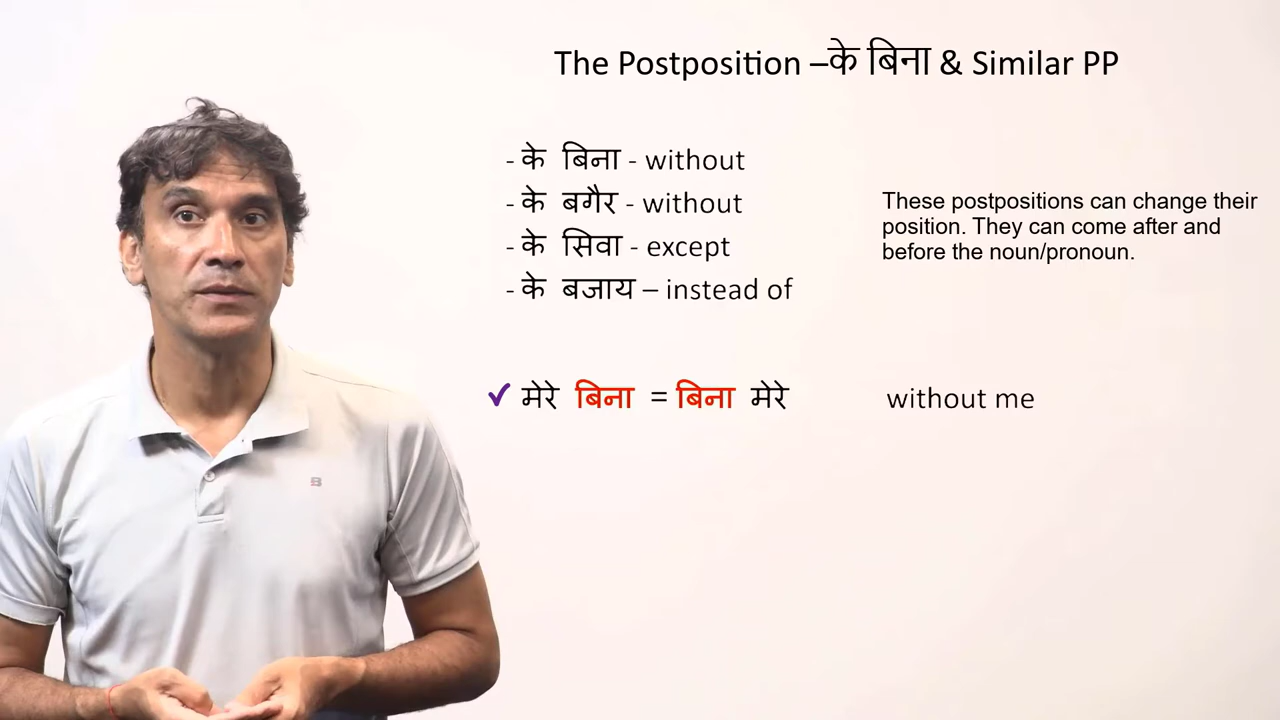 The Postposition –के बिना & Similar PP
- के बिना - without
- के बगैर - without
- के सिवा - except
- के बजाय – instead of
These postpositions can change their
position. They can come after and
before the noun/pronoun.
✓ मेरे बिना = बिना मेरे without me